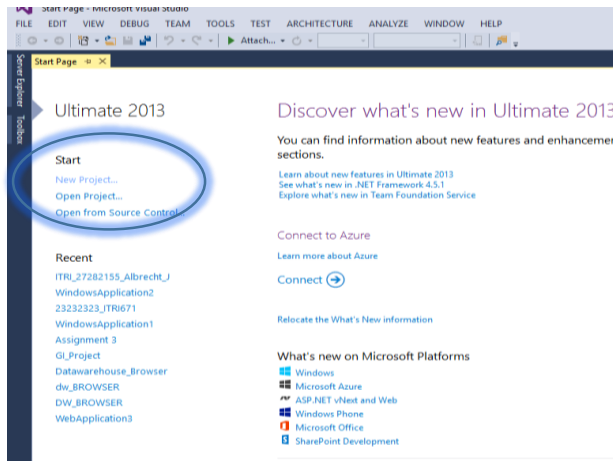 Start Page - Microsoft Visual Studio
FILE EDIT VIEW DEBUG TEAM TOOLS TEST ARCHITECTURE ANALYZE WINDOW HELP
Attach...
Server Explorer
Toolbox
Start Page
Ultimate 2013
Start
New Project...
Open Project...
Open from Source Control...
Recent
ITRI_27282155_Albrecht_J
WindowsApplication2
23232323_ITRI671
WindowsApplication1
Assignment 3
GI_Project
Datawarehouse_Browser
dw_BROWSER
DW_BROWSER
WebApplication3
Discover what's new in Ultimate 2013
You can find information about new features and enhancemen
sections.
Learn about new features in Ultimate 2013
See what's new in .NET Framework 4.5.1
Explore what's new in Team Foundation Service
Connect to Azure
Learn more about Azure
Connect
Relocate the What's New information
What's new on Microsoft Platforms
Windows
Microsoft Azure
ASP.NET vNext and Web
Windows Phone
Microsoft Office
SharePoint Development